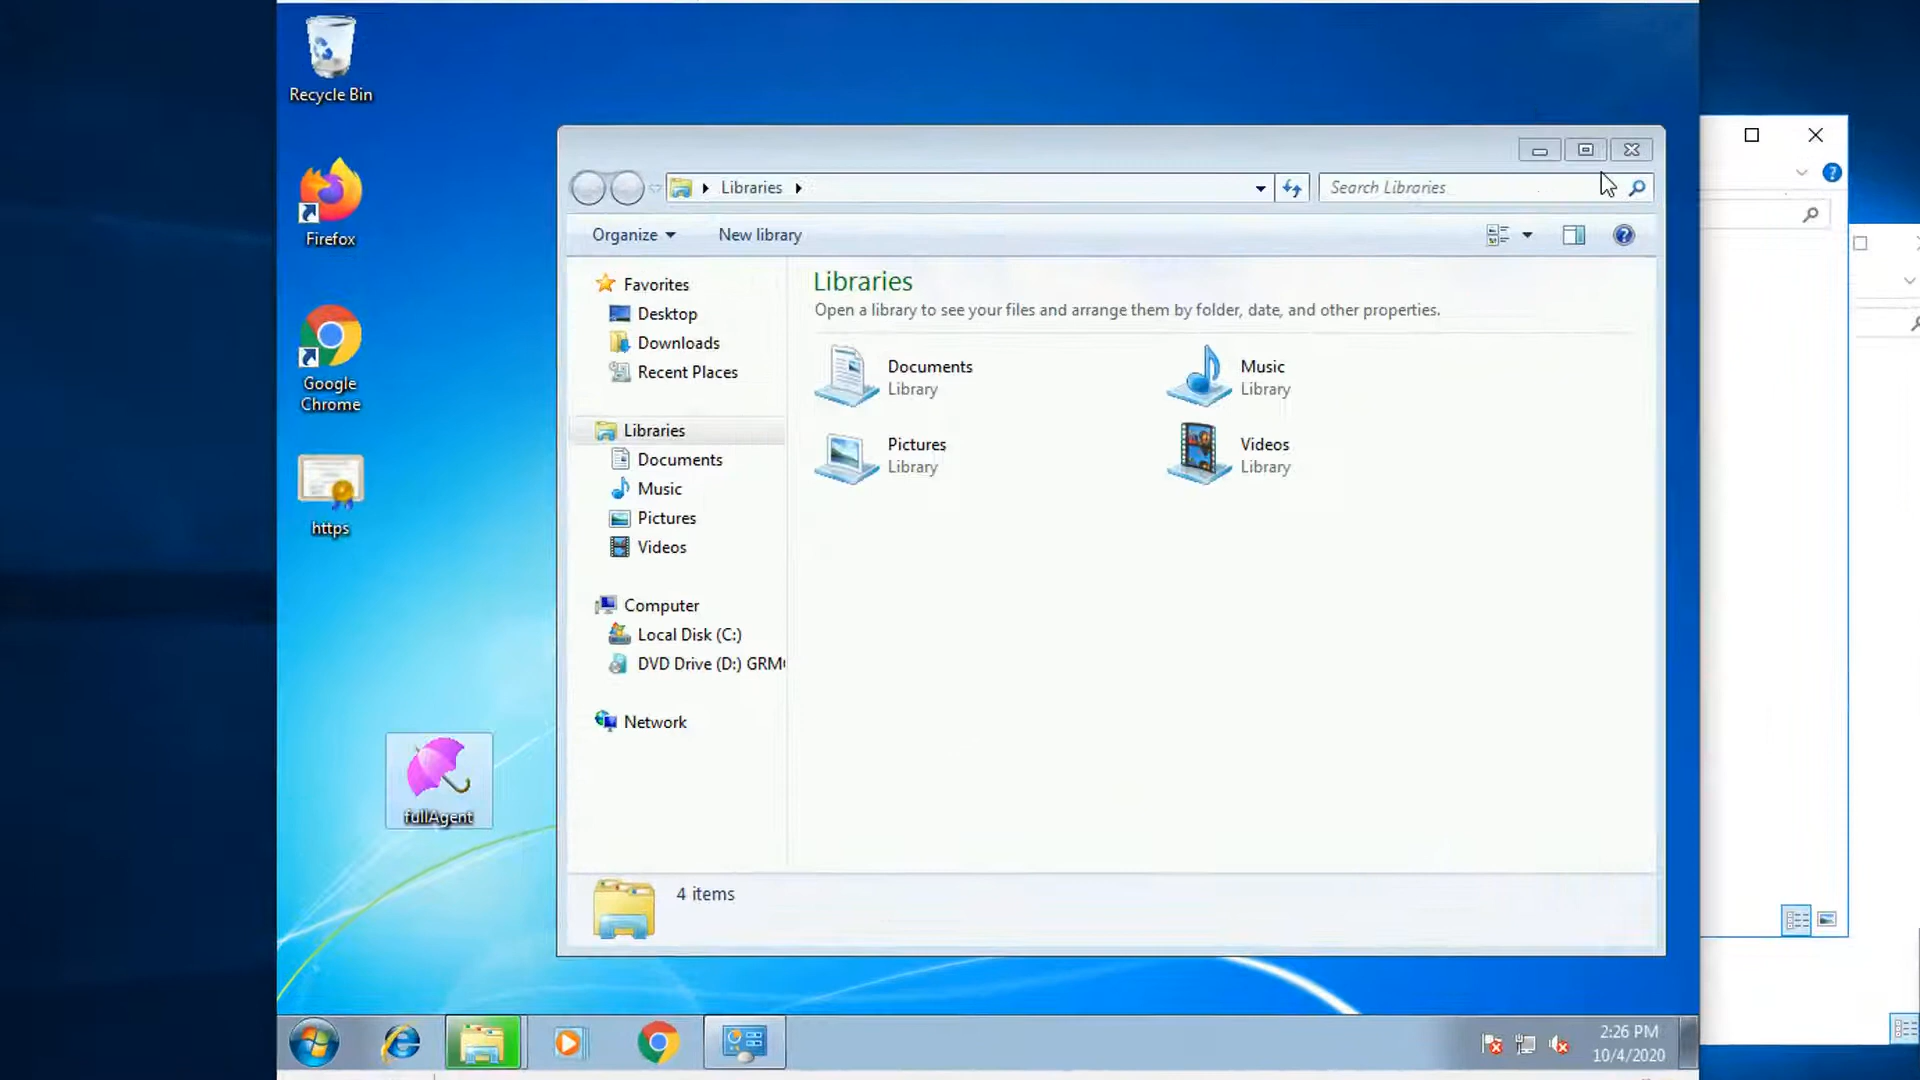 Recycle Bin
Firefox
Google
Chrome
https
fullAgent
Libraries
Search Libraries
Organize
New library
Favorites
Desktop
Downloads
Recent Places
Libraries
Documents
Music
Pictures
Videos
Computer
Local Disk (C:)
DVD Drive (D:) GRM
Network
Libraries
Open a library to see your files and arrange them by folder, date, and other properties.
Documents
Library
Music
Library
Pictures
Library
Videos
Library
4 items
2:26 PM
10/4/2020